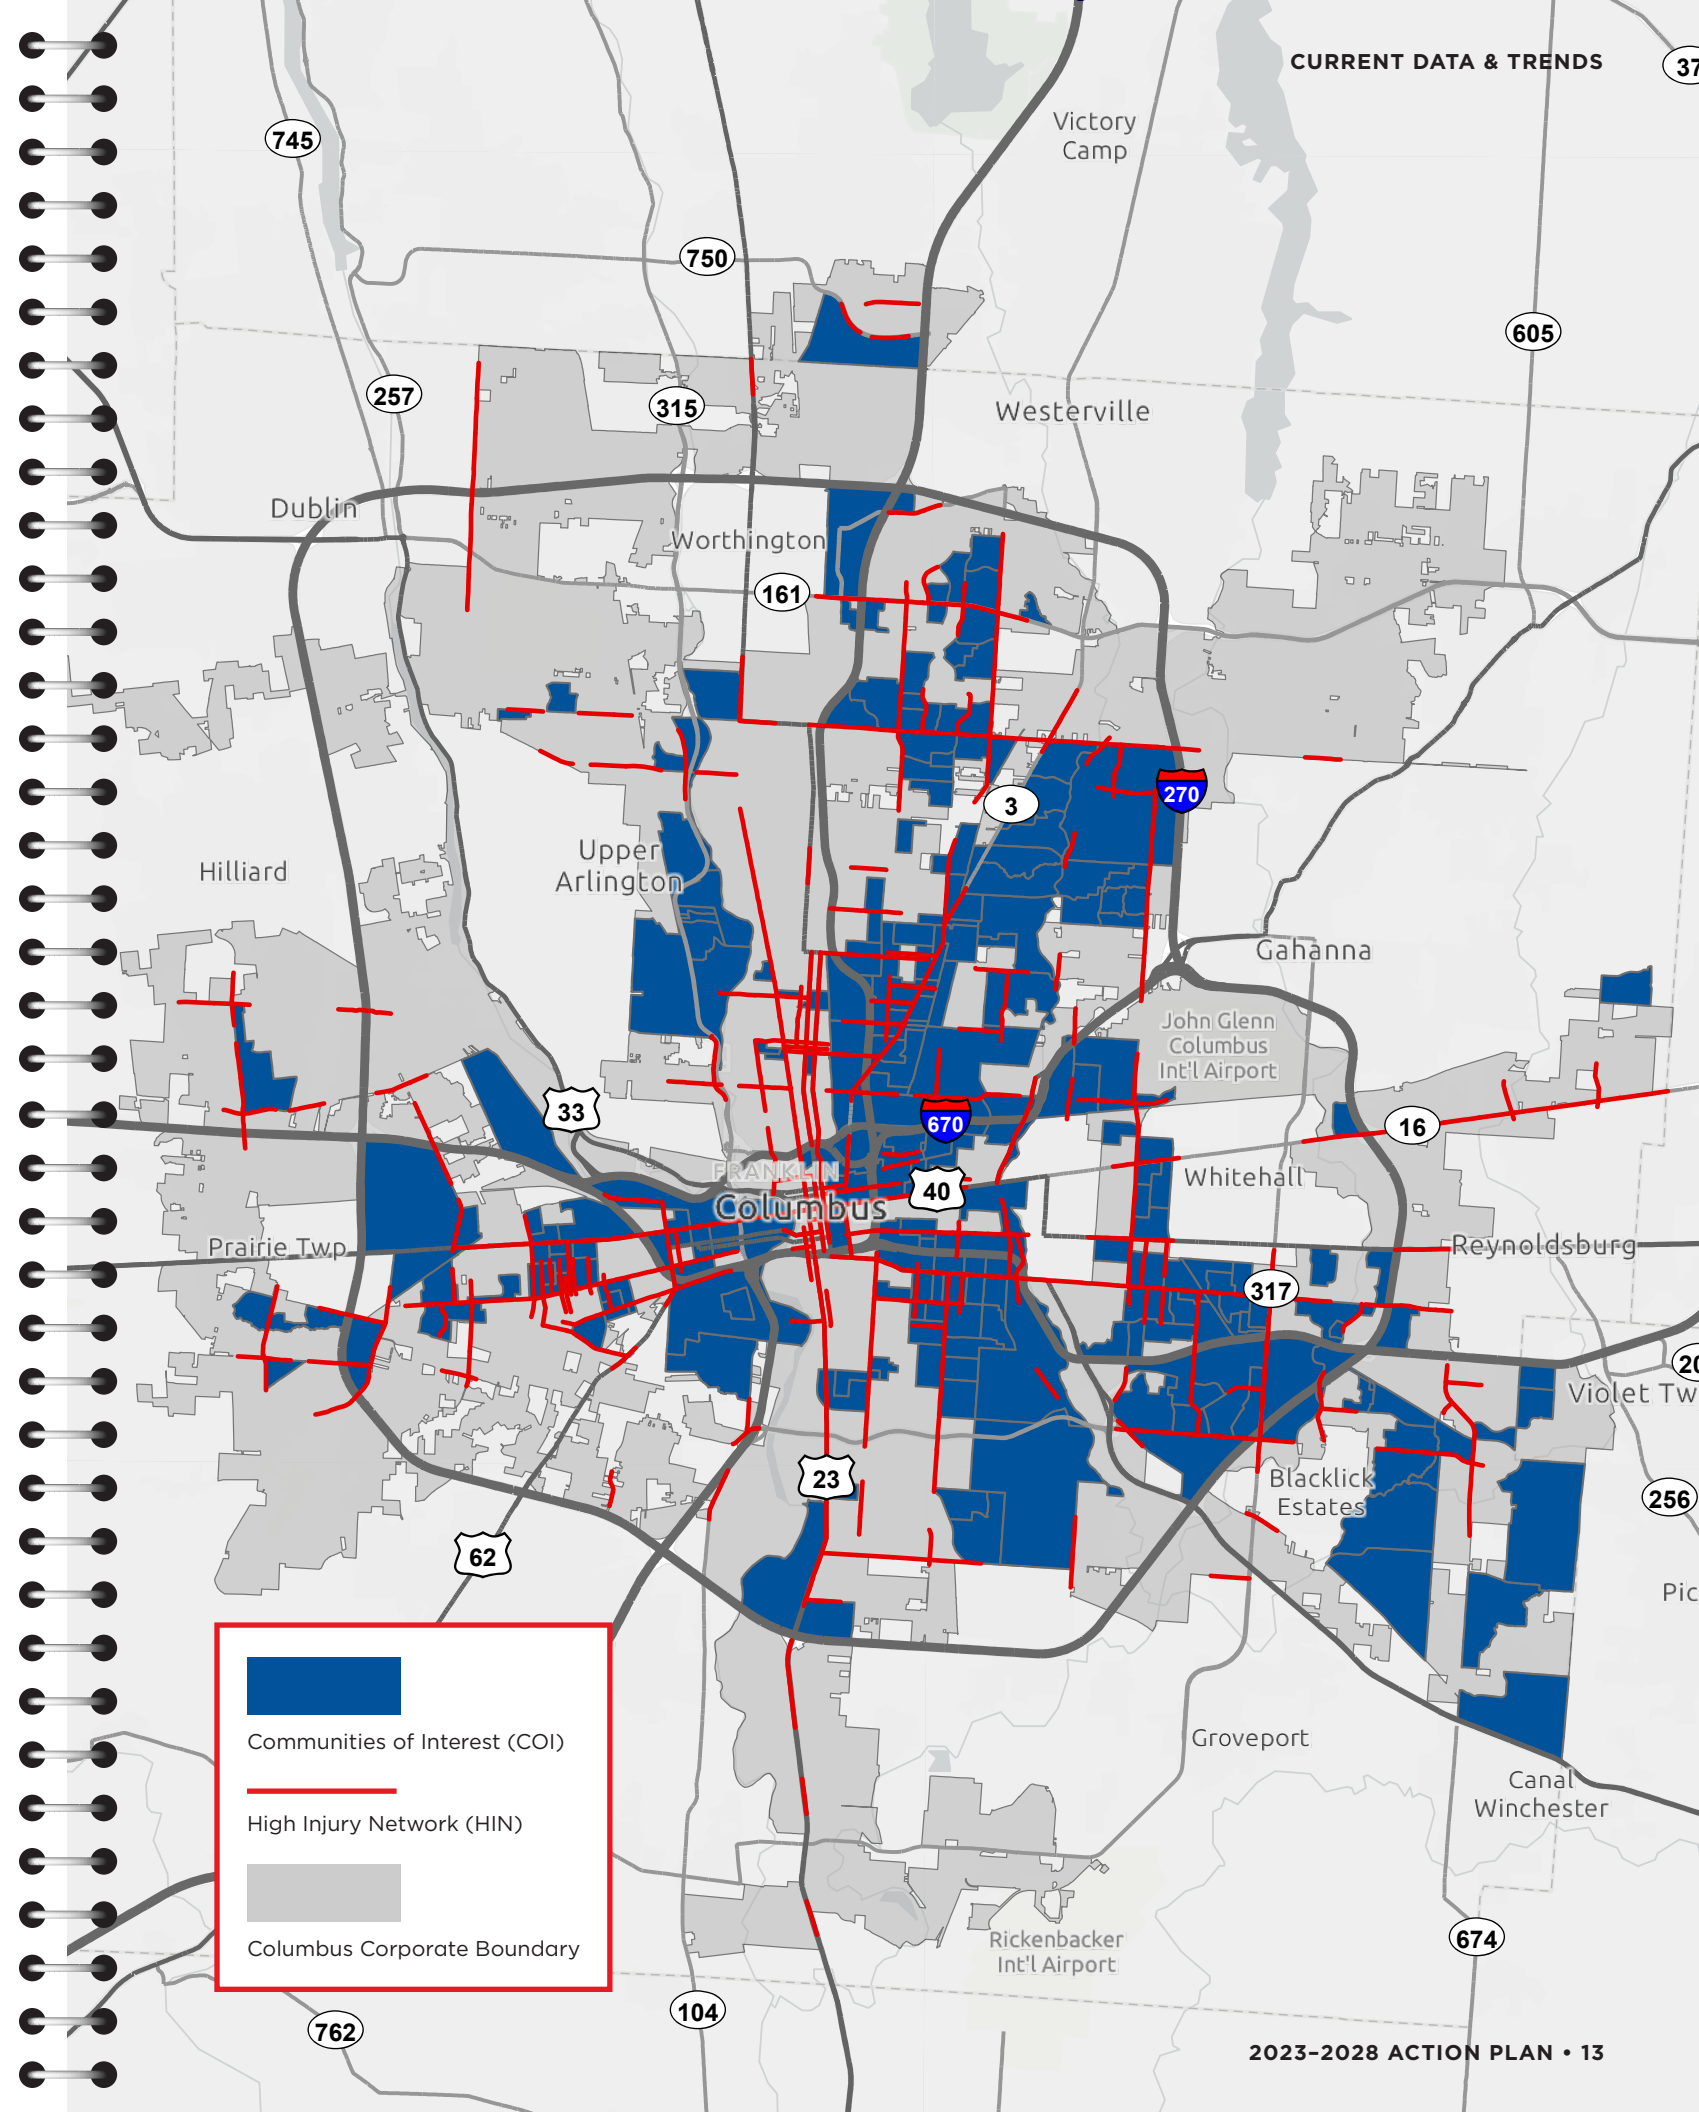 CURRENT DATA & TRENDS
37
Victory
Camp
745
750
605
257
315
Westerville
Dublin
Worthington
161
270
3
Upper
Arlington
Hilliard
Gahanna
John Glenn
Columbus
Int'l Airport
33
670
16
FRANKLIN
40
Whitehall
Columbus
Prairie Twp
Reynoldsburg
317
20
Violet Tw
23
Blacklick
Estates
256
62
Pic
Communities of Interest (COI)
High Injury Network (HIN)
Columbus Corporate Boundary
Groveport
Canal
Winchester
Rickenbacker
Int'l Airport
674
104
762
2023–2028 ACTION PLAN • 13